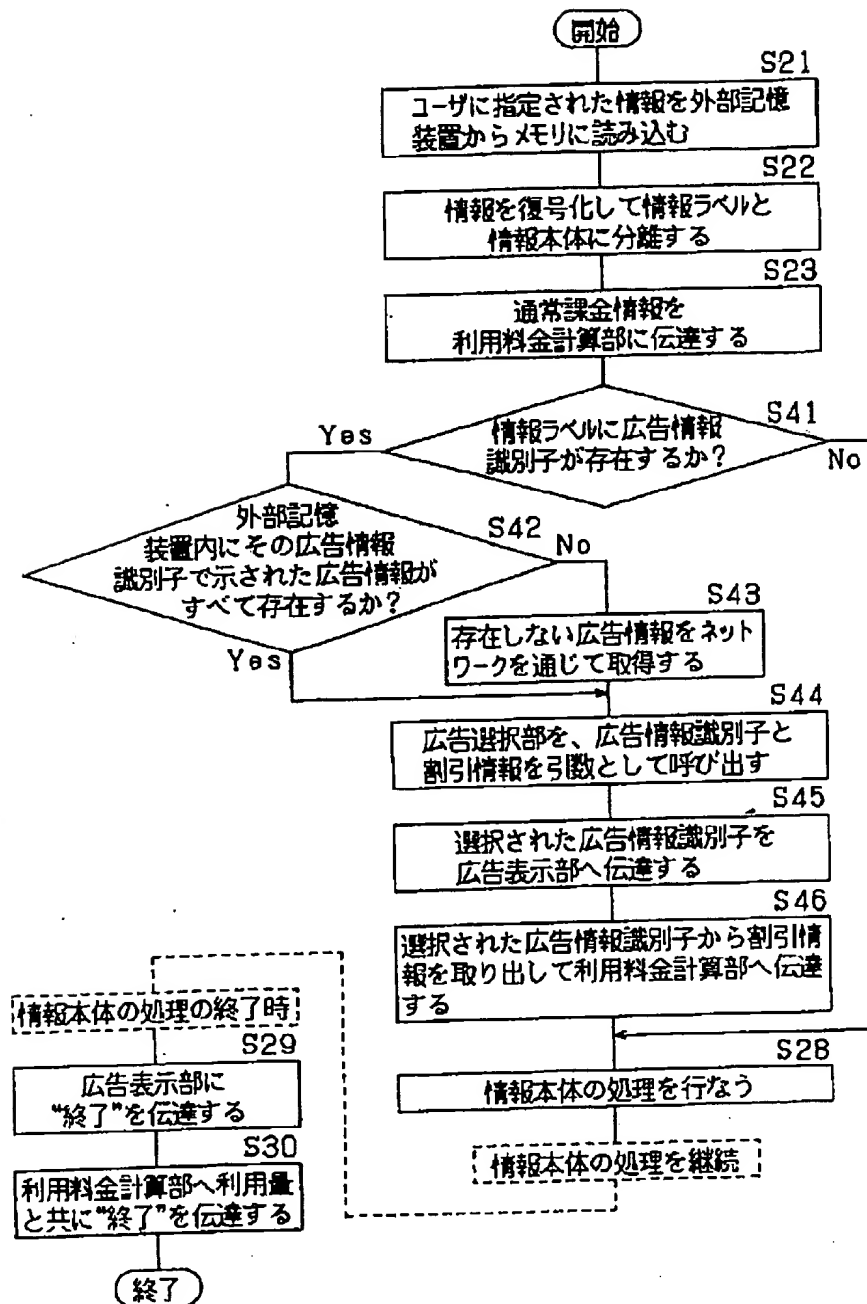 開始
S21
ユーザに指定された情報を外部記憶
装置からメモリに読み込む
S22
情報を復号化して情報ラベルと
情報本体に分離する
S23
通常課金情報を
利用料金計算部に伝達する
S41
情報ラベルに広告情報
識別子が存在するか?
Yes
No
S42
外部記憶
装置内にその広告情報
識別子で示された広告情報が
すべて存在するか?
No
Yes
S43
存在しない広告情報をネット
ワークを通じて取得する
S44
広告選択部を、広告情報識別子と
割引情報を引数として呼び出す
S45
選択された広告情報識別子を
広告表示部へ伝達する
S46
選択された広告情報識別子から割引情
報を取り出して利用料金計算部へ伝達
する
S28
情報本体の処理を行なう
情報本体の処理を継続
情報本体の処理の終了時
S29
広告表示部に
“終了”を伝達する
S30
利用料金計算部へ利用量
と共に“終了”を伝達する
終了